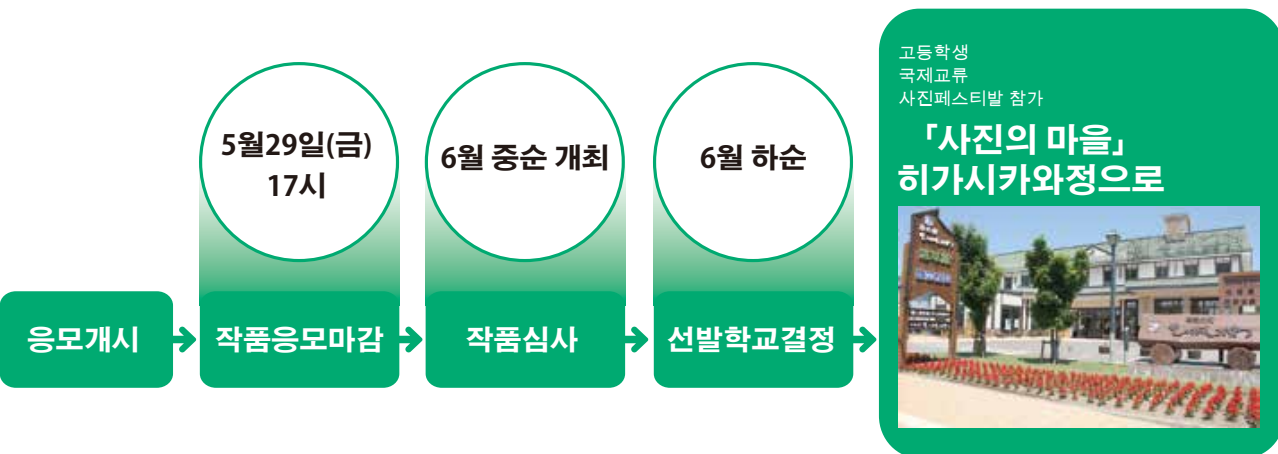 고등학생
국제교류
사진페스티발 참가
「사진의 마을」
히가시카와정으로
5월29일(금)
17시
6월 중순 개최
6월 하순
응모개시
작품응모마감
작품심사
선발학교결정